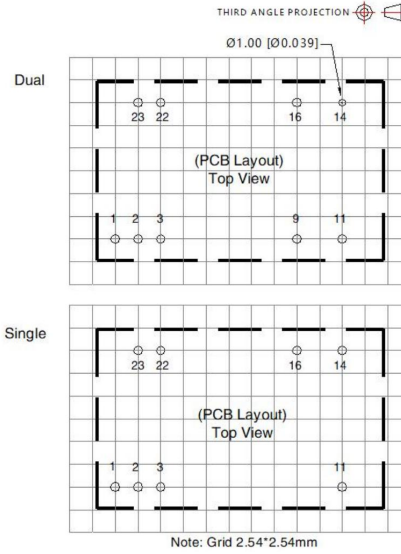 THIRD ANGLE PROJECTION
Ø1.00 [Ø0.039]
Dual
23 22 16 14
(PCB Layout)
Top View
1 2 3 9 11
Single
23 22 16 14
(PCB Layout)
Top View
1 2 3 11
Note: Grid 2.54*2.54mm